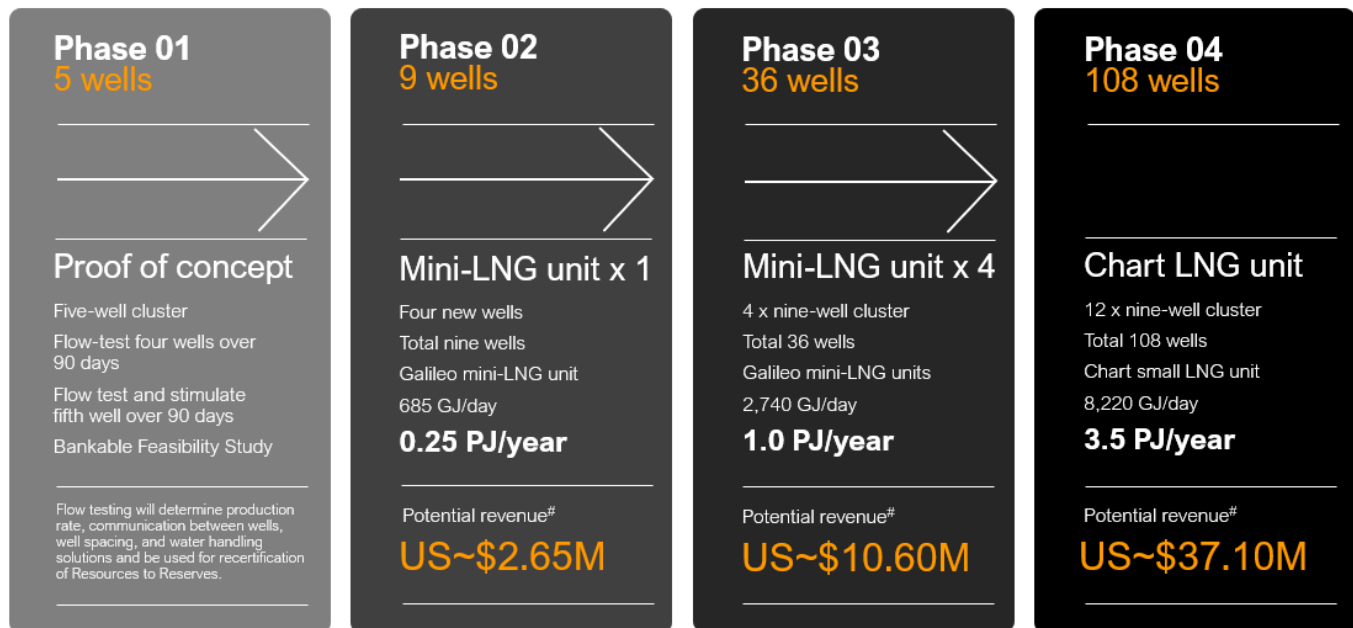 Phase 01
5 wells
Proof of concept
Five-well cluster
Flow-test four wells over
90 days
Flow test and stimulate
fifth well over 90 days
Bankable Feasibility Study
Flow testing will determine production
rate, communication between wells,
well spacing, and water handling
solutions and be used for recertification
of Resources to Reserves.
Phase 02
9 wells
Mini-LNG unit x 1
Four new wells
Total nine wells
Galileo mini-LNG unit
685 GJ/day
0.25 PJ/year
Potential revenue#
US~$2.65M
Phase 03
36 wells
Mini-LNG unit x 4
4 x nine-well cluster
Total 36 wells
Galileo mini-LNG units
2,740 GJ/day
1.0 PJ/year
Potential revenue#
US~$10.60M
Phase 04
108 wells
Chart LNG unit
12 x nine-well cluster
Total 108 wells
Chart small LNG unit
8,220 GJ/day
3.5 PJ/year
Potential revenue#
US~$37.10M